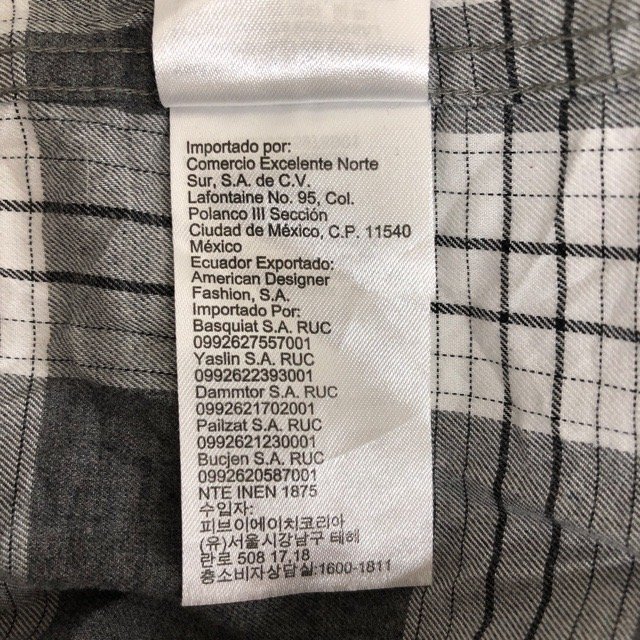 Importado por:
Comercio Excelente Norte
Sur, S.A. de C.V.
Lafontaine No. 95, Col.
Polanco III Sección
Ciudad de México, C.P. 11540
México
Ecuador Exportado:
American Designer
Fashion, S.A.
Importado Por:
Basquiat S.A. RUC
0992627557001
Yaslin S.A. RUC
0992622393001
Dammtor S.A. RUC
0992621702001
Pailzat S.A. RUC
0992621230001
Bucjen S.A. RUC
0992620587001
NTE INEN 1875
수입자:
피브이에이치코리아
(유)서울시강남구 테헤
란로 508 17,18
층소비자상담실:1600-1811